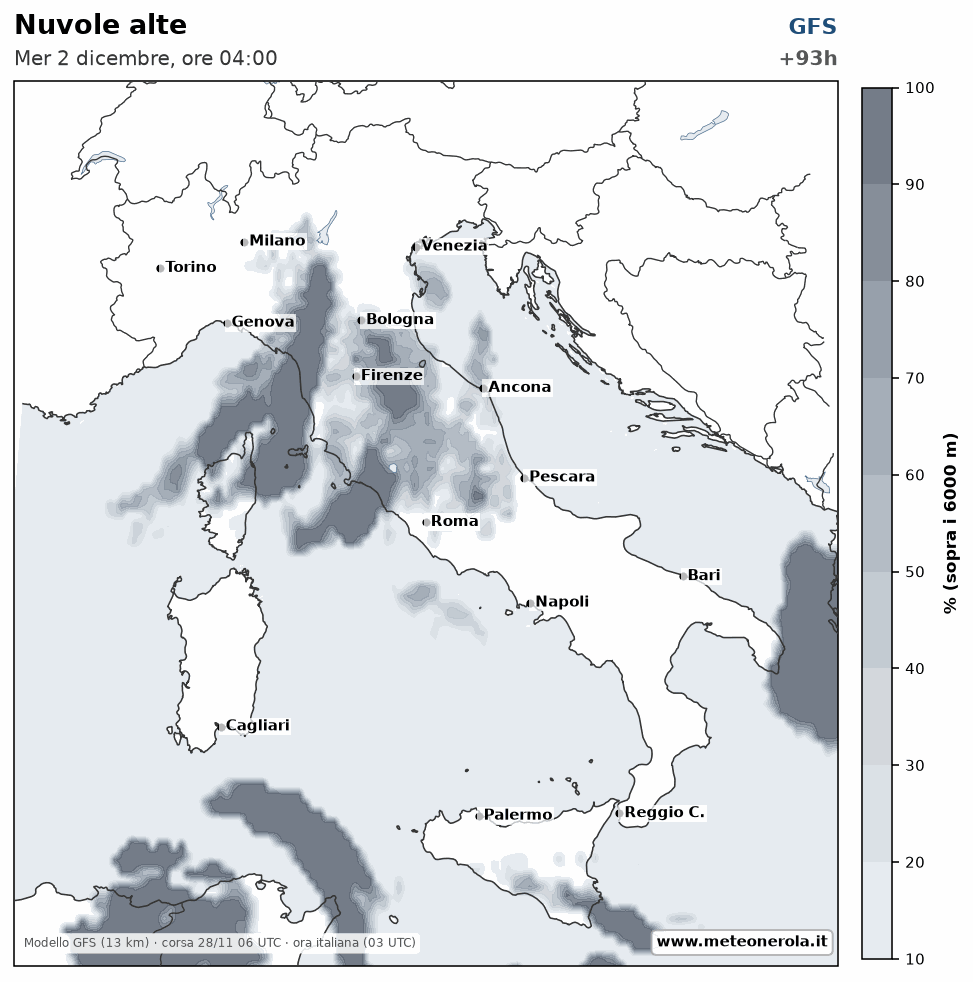 Nuvole alte
GFS
Mer 2 dicembre, ore 04:00
+93h
100
90
80
70
60
50
40
30
20
10
% (sopra i 6000 m)
Milano
Venezia
Torino
Genova
Bologna
Firenze
Ancona
Pescara
Roma
Bari
Napoli
Cagliari
Palermo
Reggio C.
Modello GFS (13 km) · corsa 28/11 06 UTC · ora italiana (03 UTC)
www.meteonerola.it